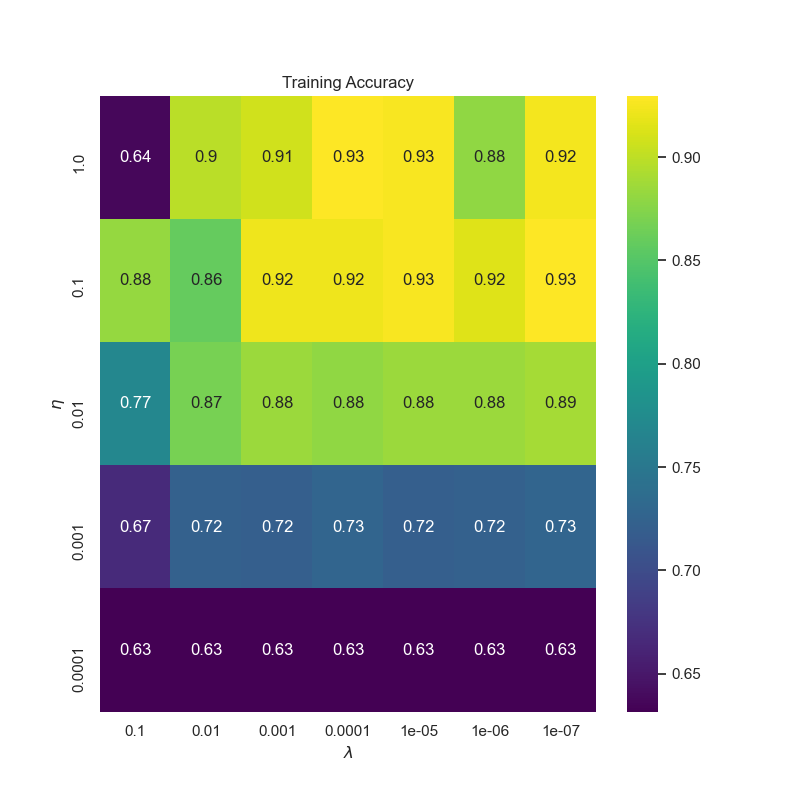 Training Accuracy
1.0 0.64 0.9 0.91 0.93 0.93 0.88 0.92
0.1 0.88 0.86 0.92 0.92 0.93 0.92 0.93
0.01 0.77 0.87 0.88 0.88 0.88 0.88 0.89
0.001 0.67 0.72 0.72 0.73 0.72 0.72 0.73
0.0001 0.63 0.63 0.63 0.63 0.63 0.63 0.63
0.1 0.01 0.001 0.0001 1e-05 1e-06 1e-07
λ
η
0.90
0.85
0.80
0.75
0.70
0.65